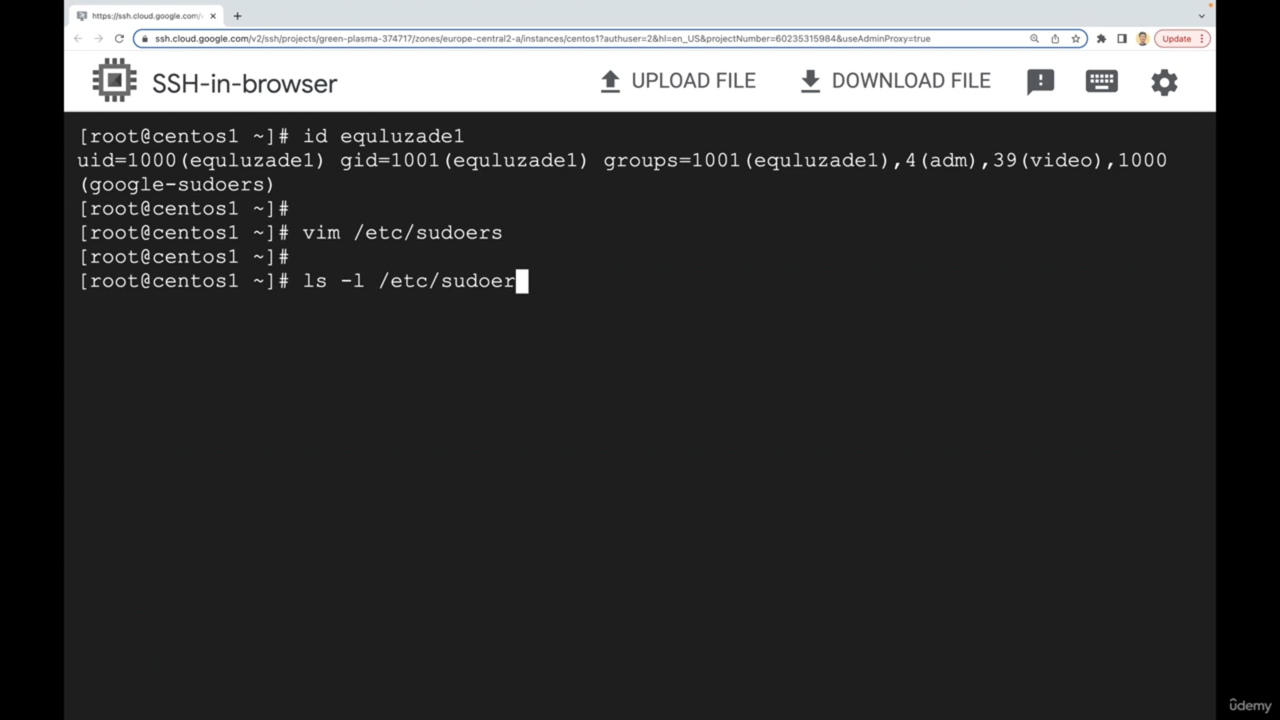 https://ssh.cloud.google.com/v
ssh.cloud.google.com/v2/ssh/projects/green-plasma-374717/zones/europe-central2-a/instances/centos1?authuser=2&hl=en_US&projectNumber=60235315984&useAdminProxy=true
Update
SSH-in-browser
UPLOAD FILE
DOWNLOAD FILE
[root@centos1 ~]# id equluzade1
uid=1000(equluzade1) gid=1001(equluzade1) groups=1001(equluzade1),4(adm),39(video),1000
(google-sudoers)
[root@centos1 ~]#
[root@centos1 ~]# vim /etc/sudoers
[root@centos1 ~]#
[root@centos1 ~]# ls -l /etc/sudoer
ûdemy